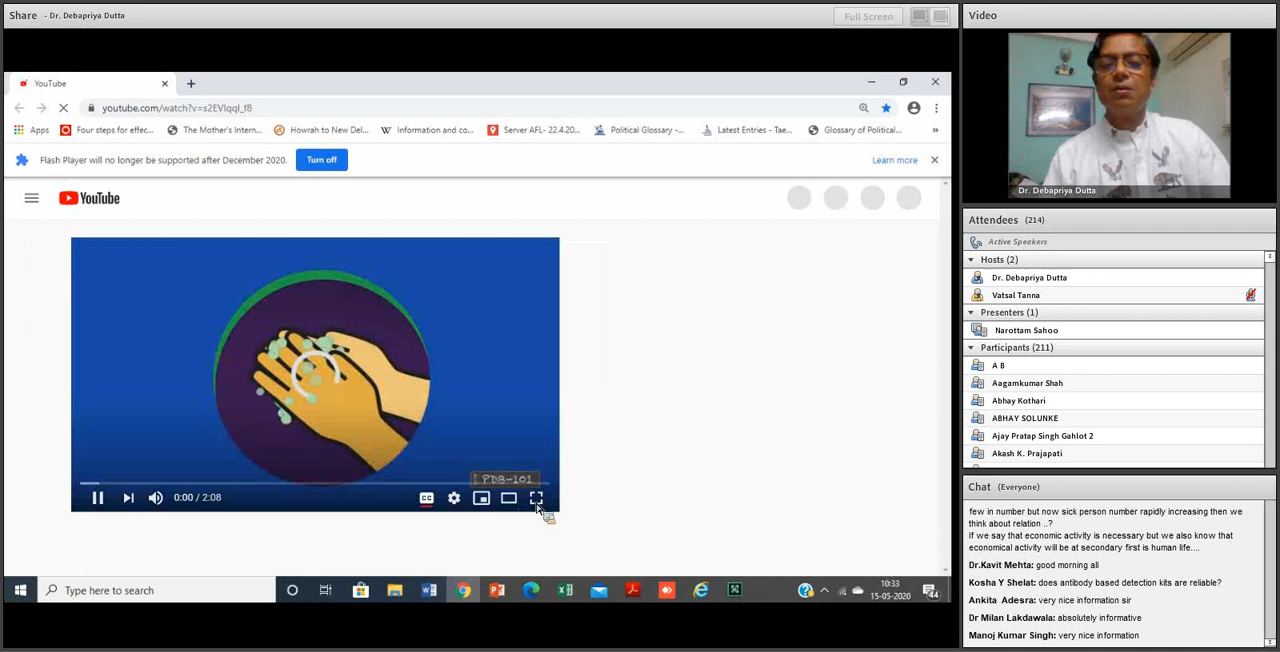 Share - Dr. Debapriya Dutta
Full Screen
YouTube
youtube.com/watch?v=s2EVlqqI_f8
Apps
Four steps for effec...
The Mother's Intern...
Howrah to New Del...
Information and co...
Server AFL- 22.4.20...
Political Glossary -...
Latest Entries - Tae...
Glossary of Political...
»
Flash Player will no longer be supported after December 2020.
Turn off
Learn more
YouTube
PDB-101
0:00 / 2:08
CC
Type here to search
10:33
15-05-2020
44
Video
Dr. Debapriya Dutta
Attendees (214)
Active Speakers
Hosts (2)
Dr. Debapriya Dutta
Vatsal Tanna
Presenters (1)
Narottam Sahoo
Participants (211)
A B
Aagamkumar Shah
Abhay Kothari
ABHAY SOLUNKE
Ajay Pratap Singh Gahlot 2
Akash K. Prajapati
Chat (Everyone)
few in number but now sick person number rapidly increasing then we
think about relation ..?
If we say that economic activity is necessary but we also know that
economical activity will be at secondary first is human life....
Dr.Kavit Mehta: good morning all
Kosha Y Shelat: does antibody based detection kits are reliable?
Ankita Adesra: very nice information sir
Dr Milan Lakdawala: absolutely informative
Manoj Kumar Singh: very nice information